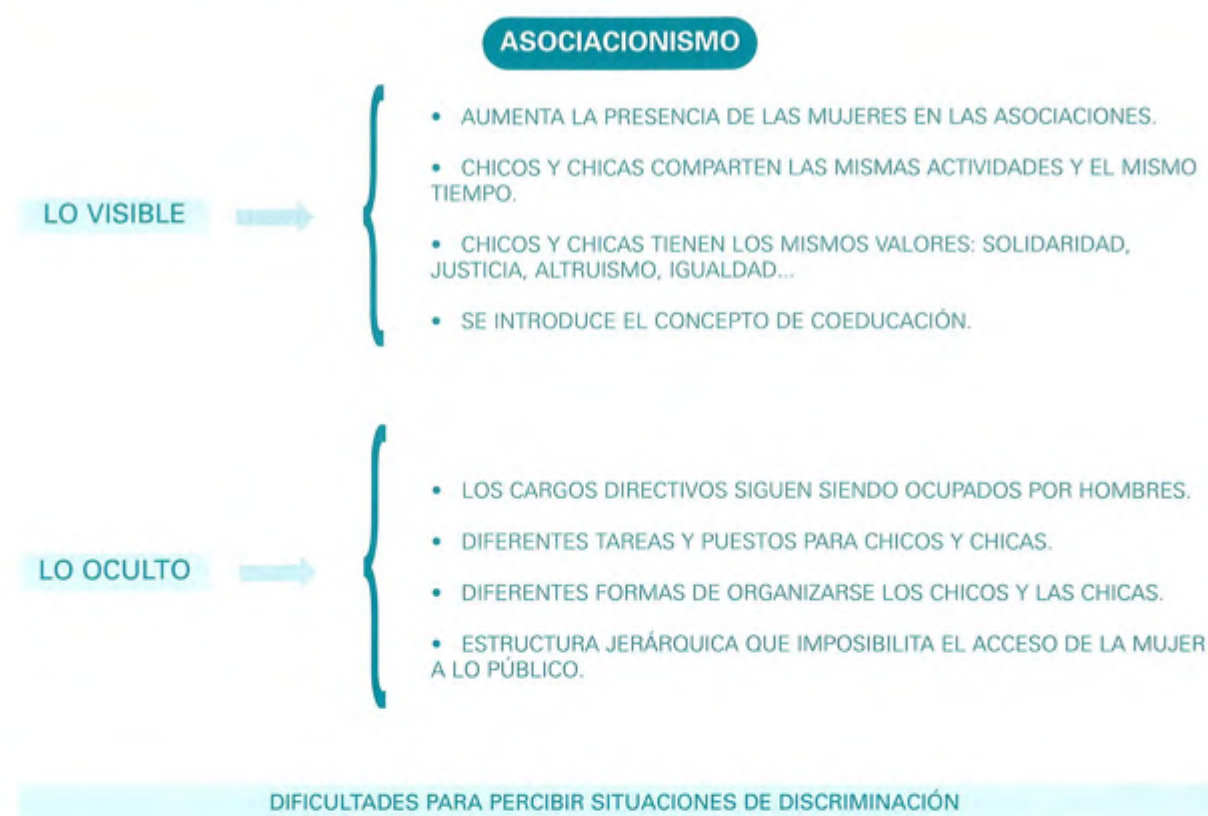 ASOCIACIONISMO
LO VISIBLE
• AUMENTA LA PRESENCIA DE LAS MUJERES EN LAS ASOCIACIONES.
• CHICOS Y CHICAS COMPARTEN LAS MISMAS ACTIVIDADES Y EL MISMO
TIEMPO.
• CHICOS Y CHICAS TIENEN LOS MISMOS VALORES: SOLIDARIDAD,
JUSTICIA, ALTRUISMO, IGUALDAD...
• SE INTRODUCE EL CONCEPTO DE COEDUCACIÓN.
LO OCULTO
• LOS CARGOS DIRECTIVOS SIGUEN SIENDO OCUPADOS POR HOMBRES.
• DIFERENTES TAREAS Y PUESTOS PARA CHICOS Y CHICAS.
• DIFERENTES FORMAS DE ORGANIZARSE LOS CHICOS Y LAS CHICAS.
• ESTRUCTURA JERÁRQUICA QUE IMPOSIBILITA EL ACCESO DE LA MUJER
A LO PÚBLICO.
DIFICULTADES PARA PERCIBIR SITUACIONES DE DISCRIMINACIÓN